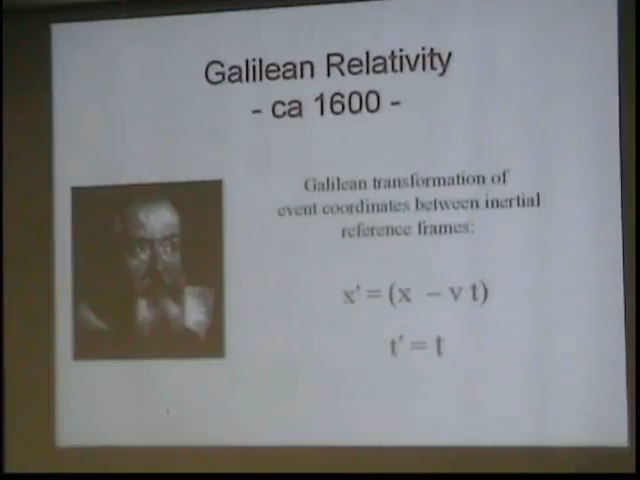 Galilean Relativity
- ca 1600 -
Galilean transformation of
event coordinates between inertial
reference frames:
x' = (x - v t)
t' = t